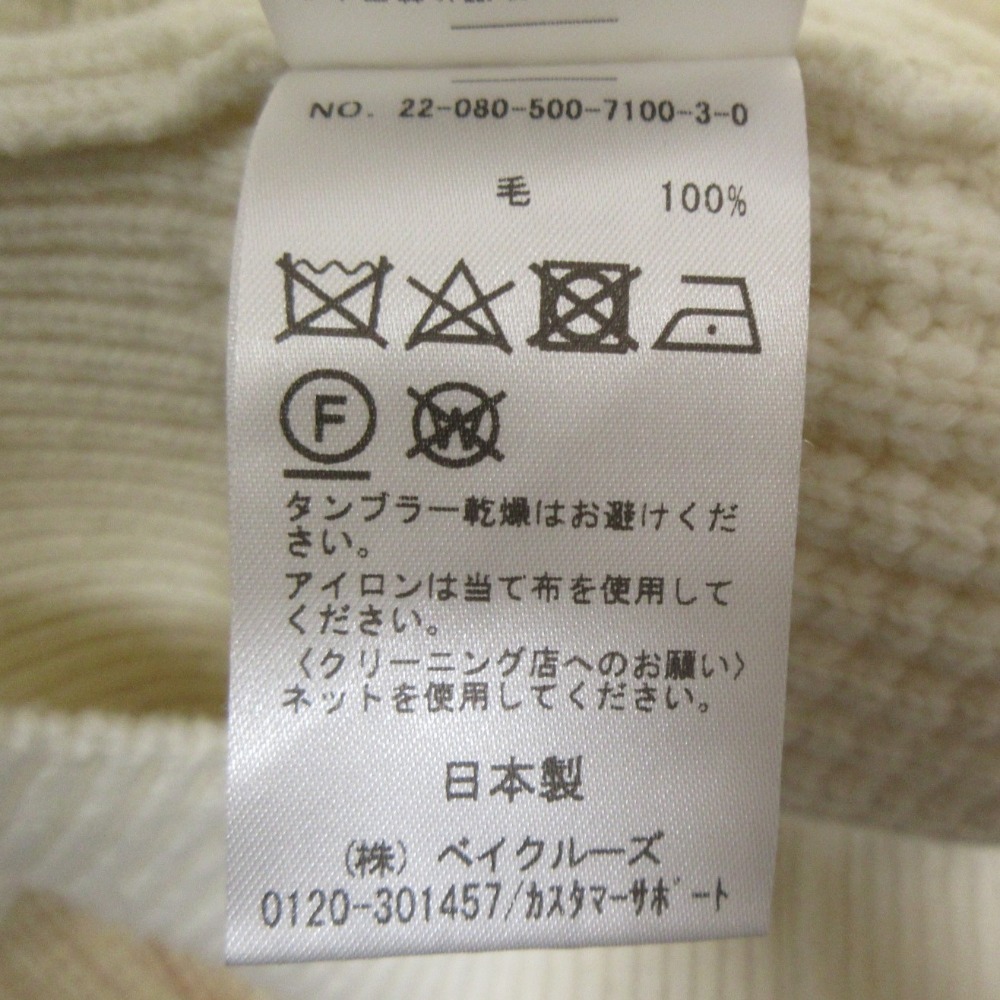 NO. 22-080-500-7100-3-0
毛 100%
F W
タンブラー乾燥はお避けくだ
さい。
アイロンは当て布を使用して
ください。
〈クリーニング店へのお願い〉
ネットを使用してください。
日本製
(株) ベイクルーズ
0120-301457/カスタマーサポート